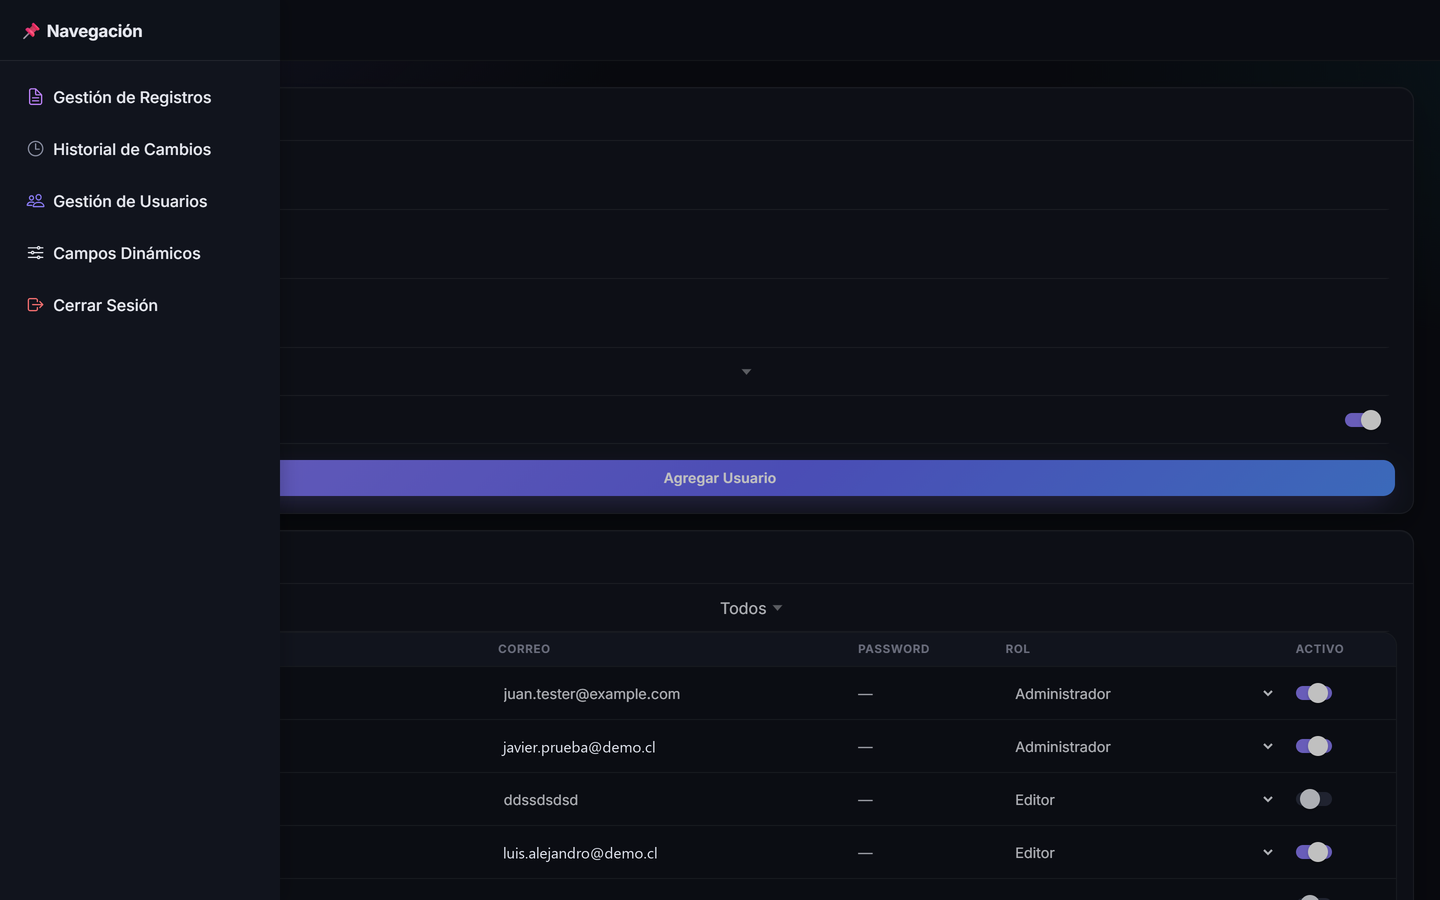 Navegación
Gestión de Registros
Historial de Cambios
Gestión de Usuarios
Campos Dinámicos
Cerrar Sesión
Agregar Usuario
Todos
CORREO PASSWORD ROL ACTIVO
juan.tester@example.com — Administrador
javier.prueba@demo.cl — Administrador
ddssdsdsd — Editor
luis.alejandro@demo.cl — Editor